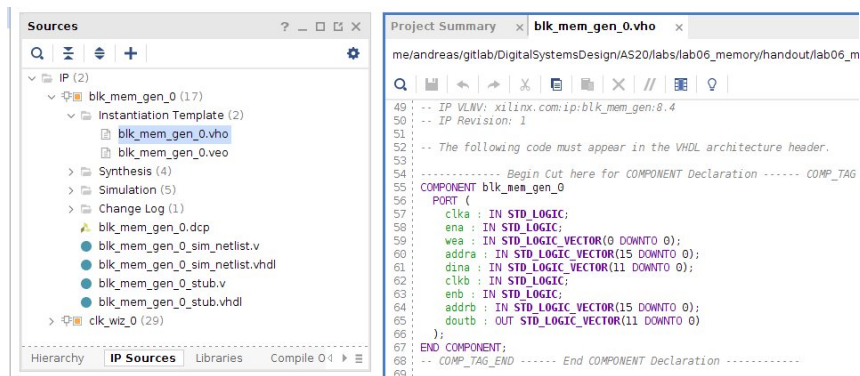 Sources
? _ □ X
IP (2)
blk_mem_gen_0 (17)
Instantiation Template (2)
blk_mem_gen_0.vho
blk_mem_gen_0.veo
Synthesis (4)
Simulation (5)
Change Log (1)
blk_mem_gen_0.dcp
blk_mem_gen_0_sim_netlist.v
blk_mem_gen_0_sim_netlist.vhdl
blk_mem_gen_0_stub.v
blk_mem_gen_0_stub.vhdl
clk_wiz_0 (29)
Hierarchy IP Sources Libraries Compile O
Project Summary × blk_mem_gen_0.vho ×
me/andreas/gitlab/DigitalSystemsDesign/AS20/labs/lab06_memory/handout/lab06_m
49 -- IP VLNV: xilinx.com:ip:blk_mem_gen:8.4
50 -- IP Revision: 1
51
52 -- The following code must appear in the VHDL architecture header.
53
54 ------------- Begin Cut here for COMPONENT Declaration ------ COMP_TAG
55 COMPONENT blk_mem_gen_0
56 PORT (
57 clka : IN STD_LOGIC;
58 ena : IN STD_LOGIC;
59 wea : IN STD_LOGIC_VECTOR(0 DOWNTO 0);
60 addra : IN STD_LOGIC_VECTOR(15 DOWNTO 0);
61 dina : IN STD_LOGIC_VECTOR(11 DOWNTO 0);
62 clkb : IN STD_LOGIC;
63 enb : IN STD_LOGIC;
64 addrb : IN STD_LOGIC_VECTOR(15 DOWNTO 0);
65 doutb : OUT STD_LOGIC_VECTOR(11 DOWNTO 0)
66 );
67 END COMPONENT;
68 -- COMP_TAG_END ------ End COMPONENT Declaration ------------
69